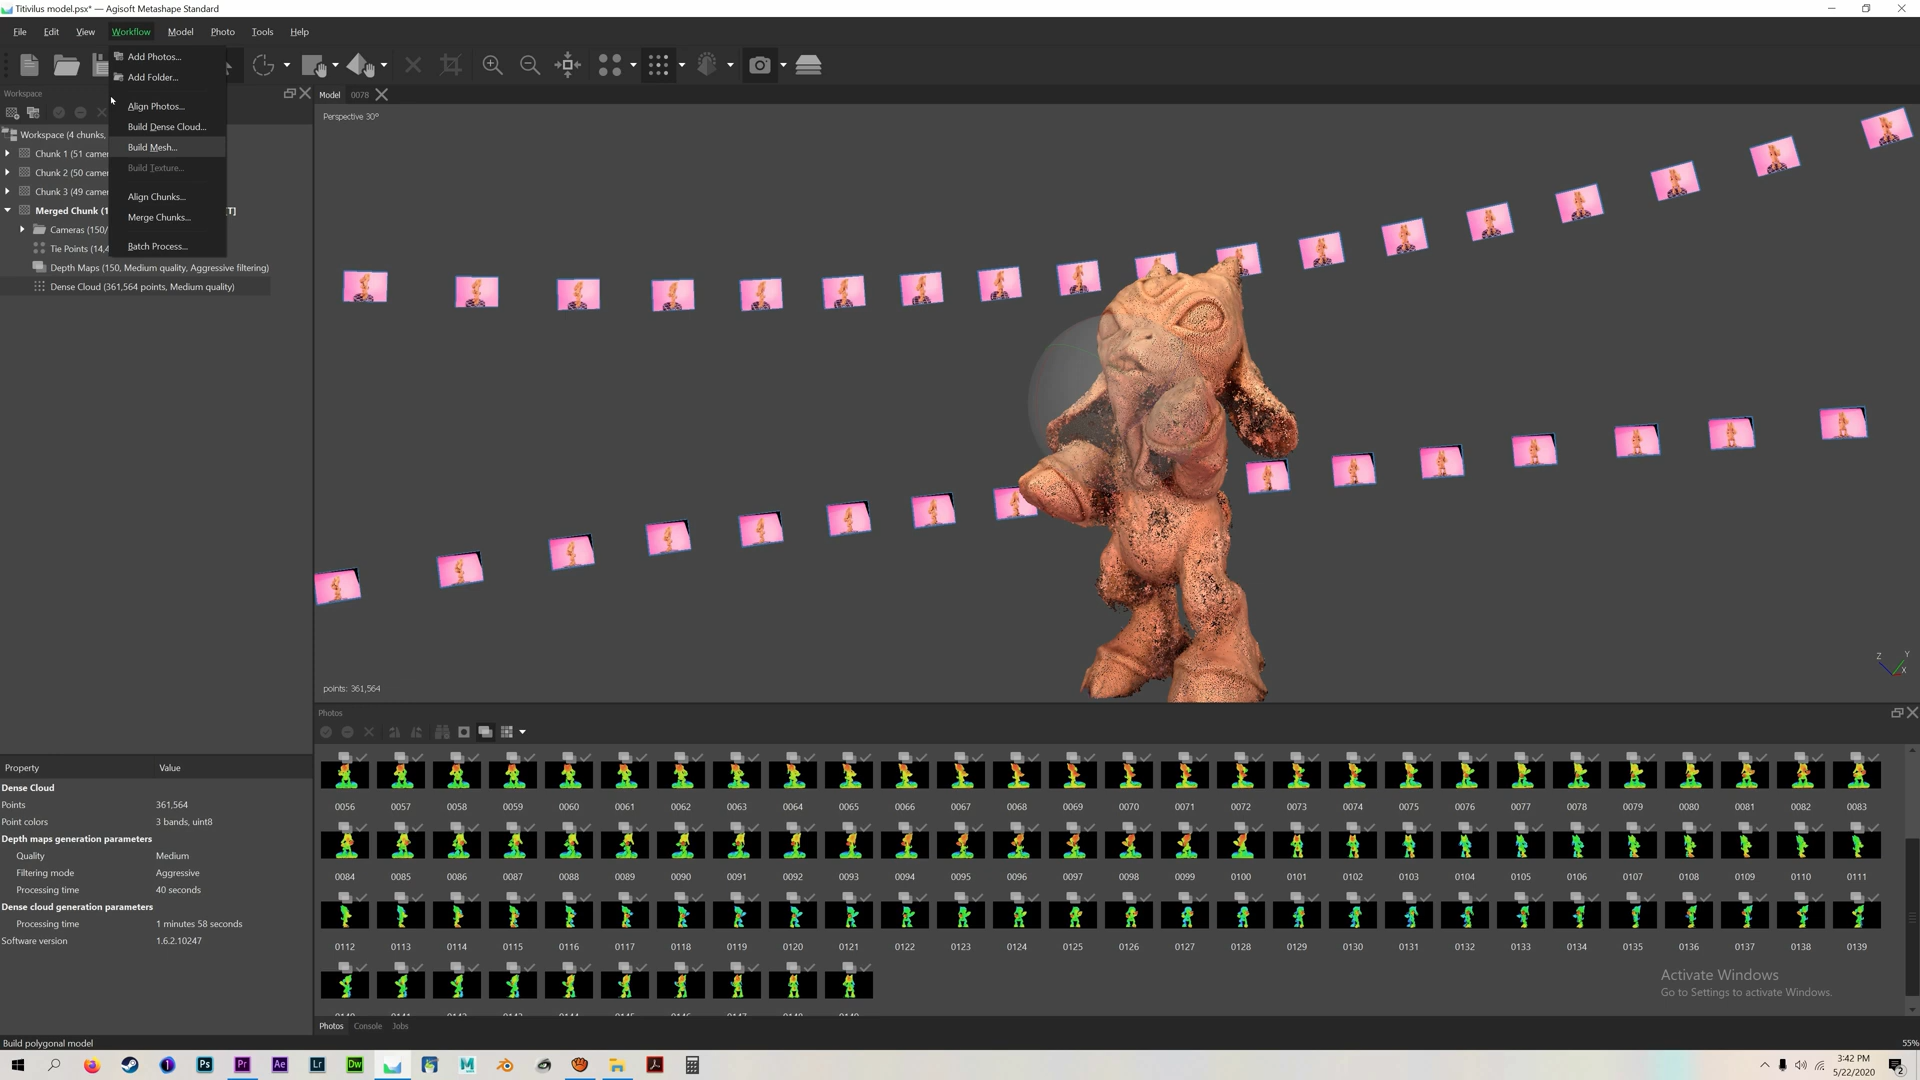 Titivilus model.psx* — Agisoft Metashape Standard
File Edit View Workflow Model Photo Tools Help
Add Photos...
Add Folder...
Align Photos...
Build Dense Cloud...
Build Mesh...
Build Texture...
Align Chunks...
Merge Chunks...
Batch Process...
Workspace
Workspace (4 chunks,
Chunk 1 (51 camer
Chunk 2 (50 camer
Chunk 3 (49 camer
Merged Chunk (1 [T]
Cameras (150/
Tie Points (14,4
Depth Maps (150, Medium quality, Aggressive filtering)
Dense Cloud (361,564 points, Medium quality)
Model 0078
Perspective 30°
Z Y X
points: 361,564
Property Value
Dense Cloud
Points 361,564
Point colors 3 bands, uint8
Depth maps generation parameters
Quality Medium
Filtering mode Aggressive
Processing time 40 seconds
Dense cloud generation parameters
Processing time 1 minutes 58 seconds
Software version 1.6.2.10247
Photos
0056 0057 0058 0059 0060 0061 0062 0063 0064 0065 0066 0067 0068 0069 0070 0071 0072 0073 0074 0075 0076 0077 0078 0079 0080 0081 0082 0083
0084 0085 0086 0087 0088 0089 0090 0091 0092 0093 0094 0095 0096 0097 0098 0099 0100 0101 0102 0103 0104 0105 0106 0107 0108 0109 0110 0111
0112 0113 0114 0115 0116 0117 0118 0119 0120 0121 0122 0123 0124 0125 0126 0127 0128 0129 0130 0131 0132 0133 0134 0135 0136 0137 0138 0139
Activate Windows
Go to Settings to activate Windows.
Photos Console Jobs
Build polygonal model
55%
Ps Pr Ae Lr Dw M
3:42 PM
5/22/2020
2